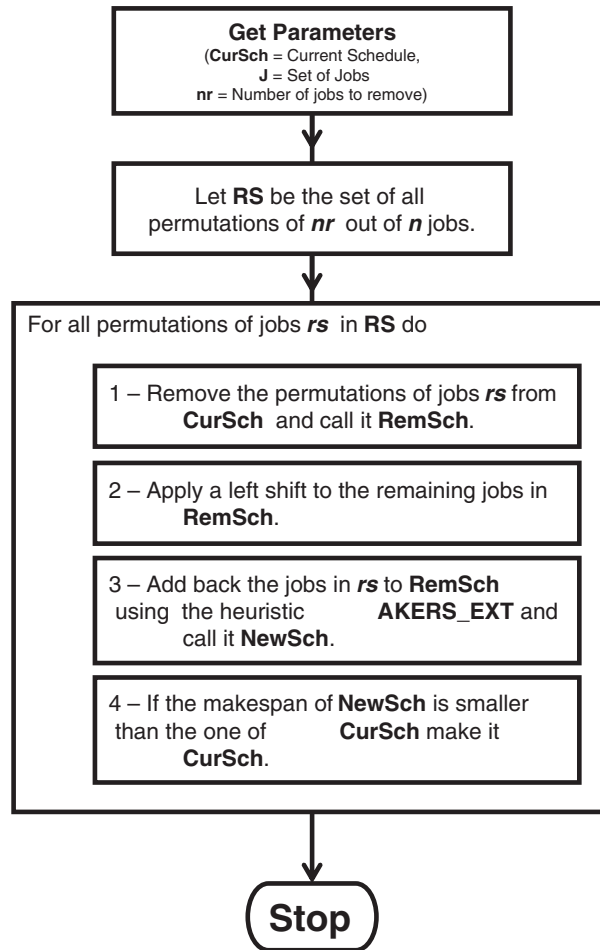 Get Parameters
(CurSch = Current Schedule,
J = Set of Jobs
nr = Number of jobs to remove)
Let RS be the set of all
permutations of nr out of n jobs.
For all permutations of jobs rs in RS do
1 – Remove the permutations of jobs rs from
CurSch and call it RemSch.
2 – Apply a left shift to the remaining jobs in
RemSch.
3 – Add back the jobs in rs to RemSch
using the heuristic AKERS_EXT and
call it NewSch.
4 – If the makespan of NewSch is smaller
than the one of CurSch make it
CurSch.
Stop